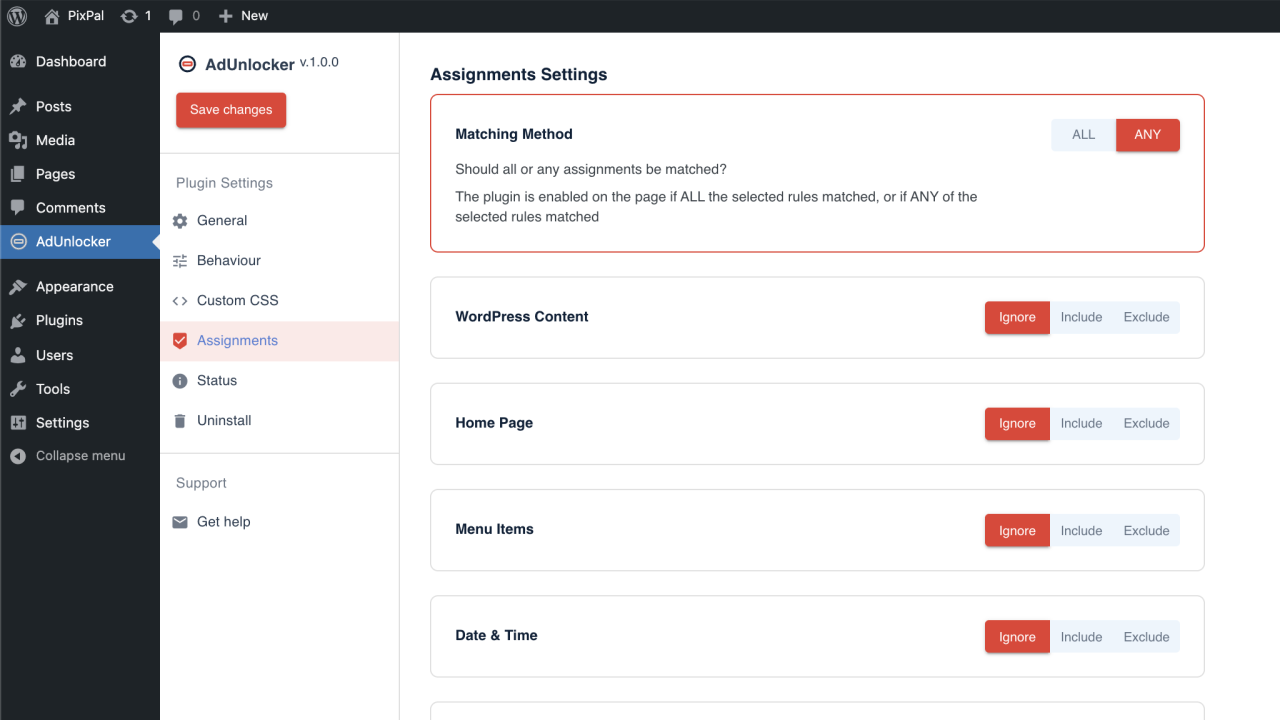 PixPal 1 0 New
Dashboard
Posts
Media
Pages
Comments
AdUnlocker
Appearance
Plugins
Users
Tools
Settings
Collapse menu
AdUnlocker v.1.0.0
Save changes
Plugin Settings
General
Behaviour
Custom CSS
Assignments
Status
Uninstall
Support
Get help
Assignments Settings
Matching Method
ALL ANY
Should all or any assignments be matched?
The plugin is enabled on the page if ALL the selected rules matched, or if ANY of the
selected rules matched
WordPress Content
Ignore Include Exclude
Home Page
Ignore Include Exclude
Menu Items
Ignore Include Exclude
Date & Time
Ignore Include Exclude